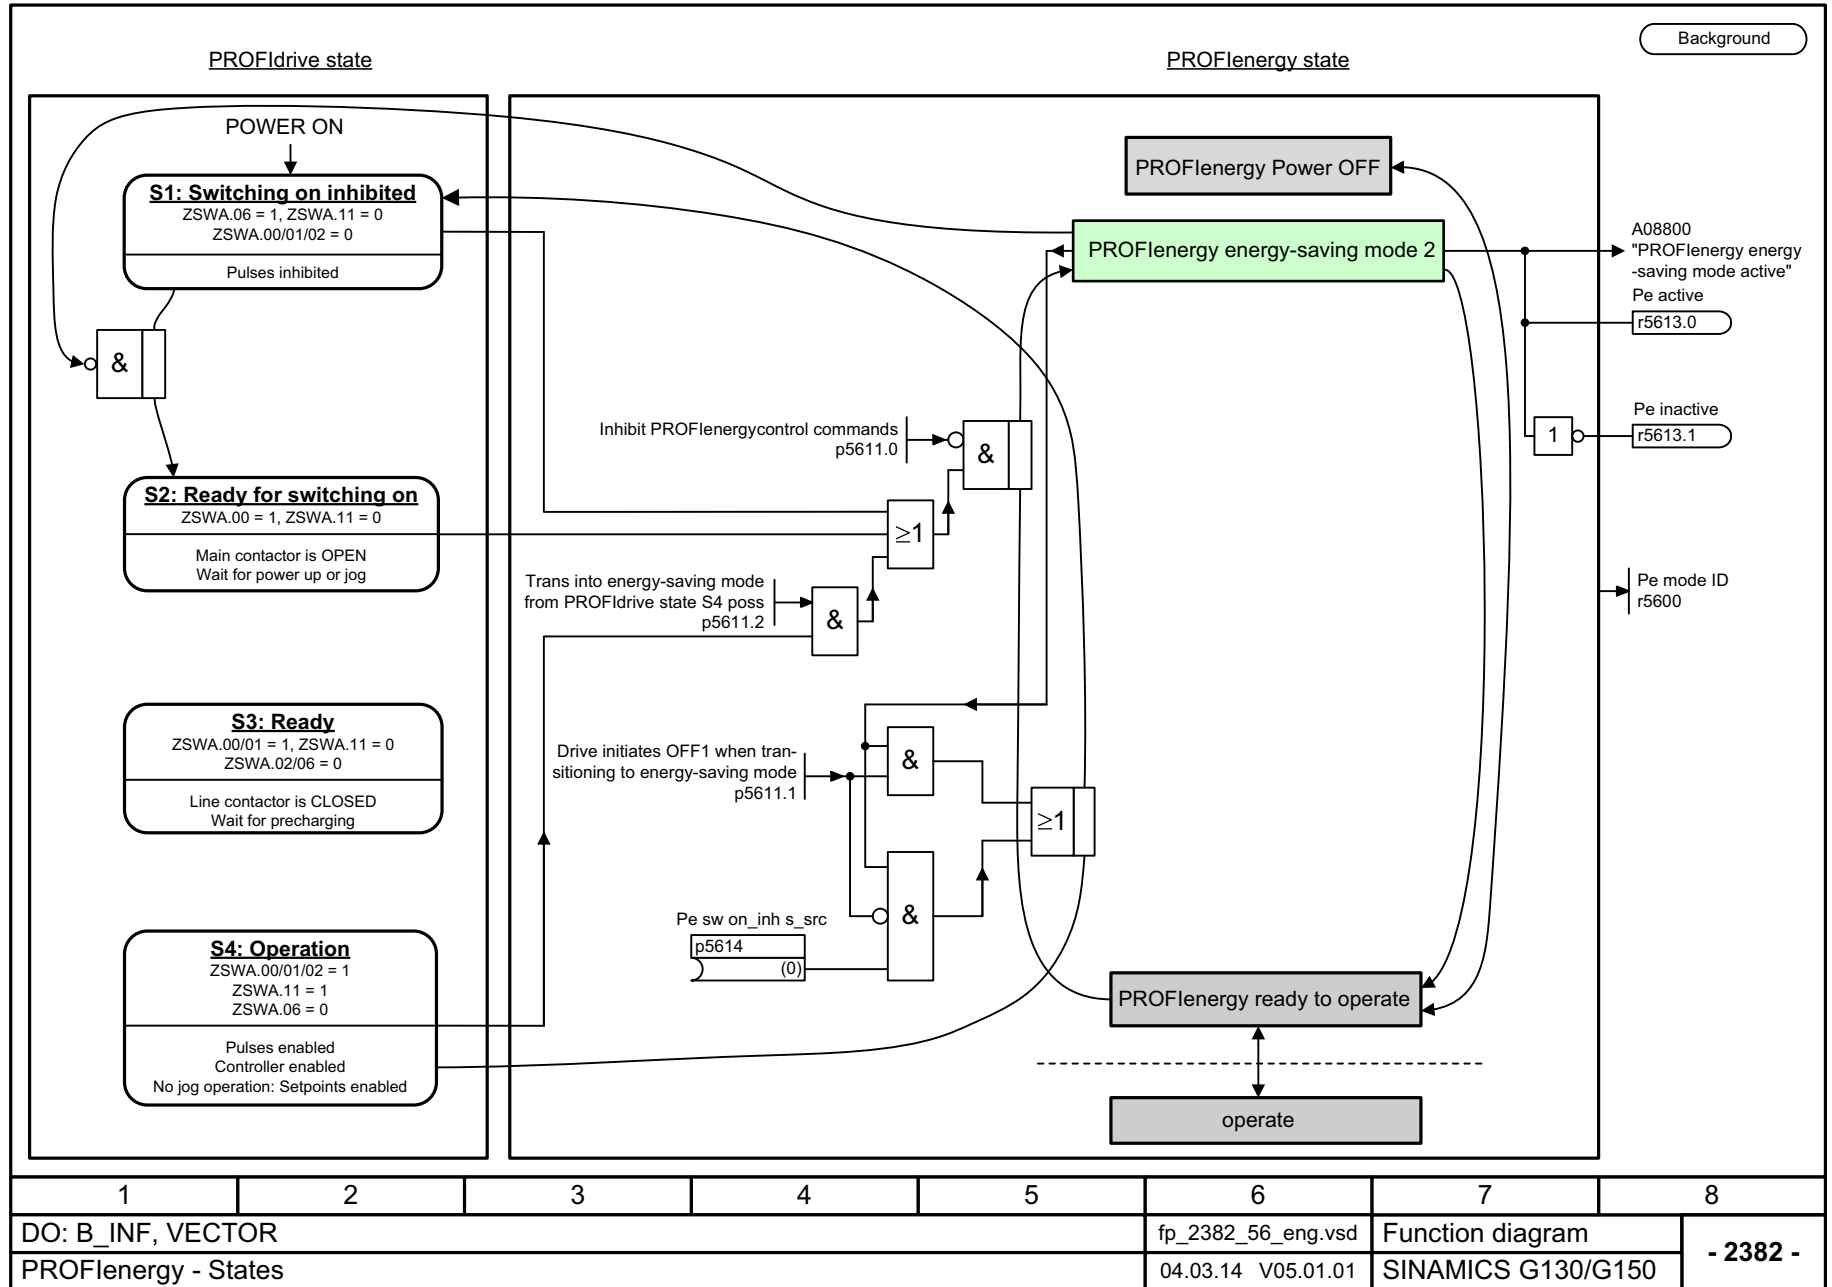 PROFIdrive state
PROFIenergy state
Background
POWER ON
S1: Switching on inhibited
ZSWA.06 = 1, ZSWA.11 = 0
ZSWA.00/01/02 = 0
Pulses inhibited
&
S2: Ready for switching on
ZSWA.00 = 1, ZSWA.11 = 0
Main contactor is OPEN
Wait for power up or jog
S3: Ready
ZSWA.00/01 = 1, ZSWA.11 = 0
ZSWA.02/06 = 0
Line contactor is CLOSED
Wait for precharging
S4: Operation
ZSWA.00/01/02 = 1
ZSWA.11 = 1
ZSWA.06 = 0
Pulses enabled
Controller enabled
No jog operation: Setpoints enabled
Inhibit PROFIenergycontrol commands
p5611.0
&
≥1
Trans into energy-saving mode
from PROFIdrive state S4 poss
p5611.2
&
Drive initiates OFF1 when tran-
sitioning to energy-saving mode
p5611.1
&
≥1
&
Pe sw on_inh s_src
p5614
(0)
PROFIenergy Power OFF
PROFIenergy energy-saving mode 2
PROFIenergy ready to operate
operate
A08800
"PROFIenergy energy
-saving mode active"
Pe active
r5613.0
Pe inactive
1
r5613.1
Pe mode ID
r5600
1 2 3 4 5 6 7 8
DO: B_INF, VECTOR
fp_2382_56_eng.vsd
Function diagram
- 2382 -
PROFIenergy - States
04.03.14 V05.01.01
SINAMICS G130/G150